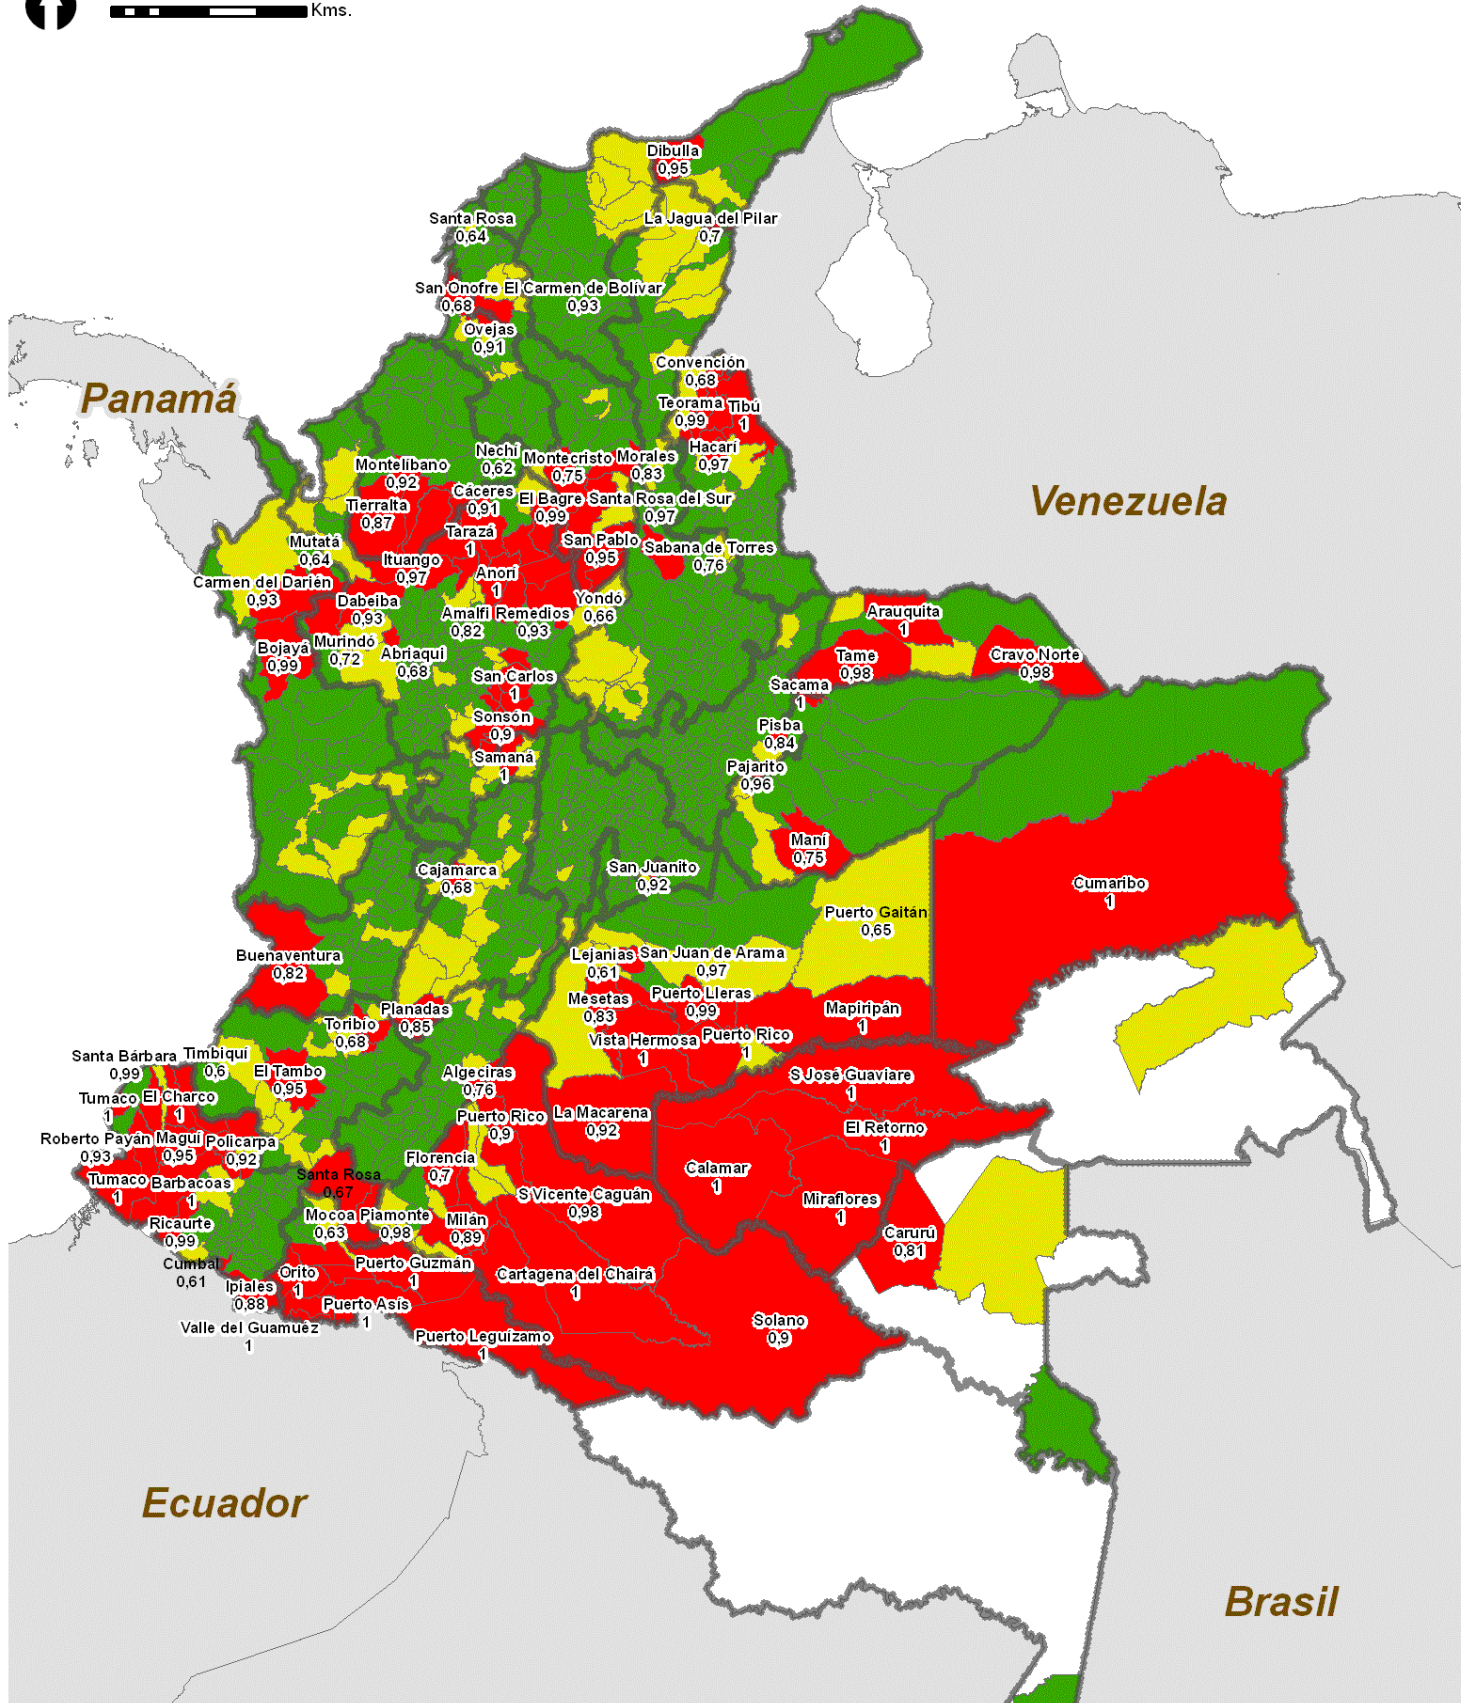 Kms.
Dibulla
0,95
Santa Rosa
0,64
La Jagua del Pilar
0,7
San Onofre
0,68
El Carmen de Bolívar
0,93
Ovejas
0,91
Convención
0,68
Panamá
Teorama
0,99
Tibú
1
Hacarí
0,97
Nechí
0,62
Montecristo
0,75
Morales
0,83
Montelíbano
0,92
Venezuela
Cáceres
0,91
El Bagre
0,99
Santa Rosa del Sur
0,97
Tierralta
0,87
Tarazá
1
San Pablo
0,95
Sabana de Torres
0,76
Mutatá
0,64
Ituango
0,97
Anorí
1
Carmen del Darién
0,93
Dabeiba
0,93
Amalfi
0,82
Remedios
0,93
Yondó
0,66
Arauquita
1
Bojayá
0,99
Murindó
0,72
Abriaqui
0,68
Tame
0,98
Cravo Norte
0,98
San Carlos
1
Sacama
1
Sonsón
0,9
Pisba
0,84
Samaná
1
Pajarito
0,96
Maní
0,75
Cajamarca
0,68
San Juanito
0,92
Cumaribo
1
Puerto Gaitán
0,65
Buenaventura
0,82
Lejanias
0,61
San Juan de Arama
0,97
Mesetas
0,83
Puerto Lleras
0,99
Planadas
0,85
Mapiripán
1
Toribío
0,68
Vista Hermosa
1
Puerto Rico
1
Santa Bárbara
0,99
Timbiquí
0,6
El Tambo
0,95
Algeciras
0,76
S José Guaviare
1
Tumaco
1
El Charco
1
Puerto Rico
0,9
La Macarena
0,92
El Retorno
1
Roberto Payán
0,93
Maguí
0,95
Policarpa
0,92
Florencia
0,7
Calamar
1
Santa Rosa
0,67
Tumaco
1
Barbacoas
1
S Vicente Caguán
0,98
Miraflores
1
Mocoa
0,63
Piamonte
0,98
Milán
0,89
Ricaurte
0,99
Carurú
0,81
Cumbal
0,61
Orito
1
Puerto Guzmán
1
Cartagena del Chairá
1
Ipiales
0,88
Puerto Asís
1
Valle del Guamuéz
1
Solano
0,9
Puerto Leguízamo
1
Ecuador
Brasil